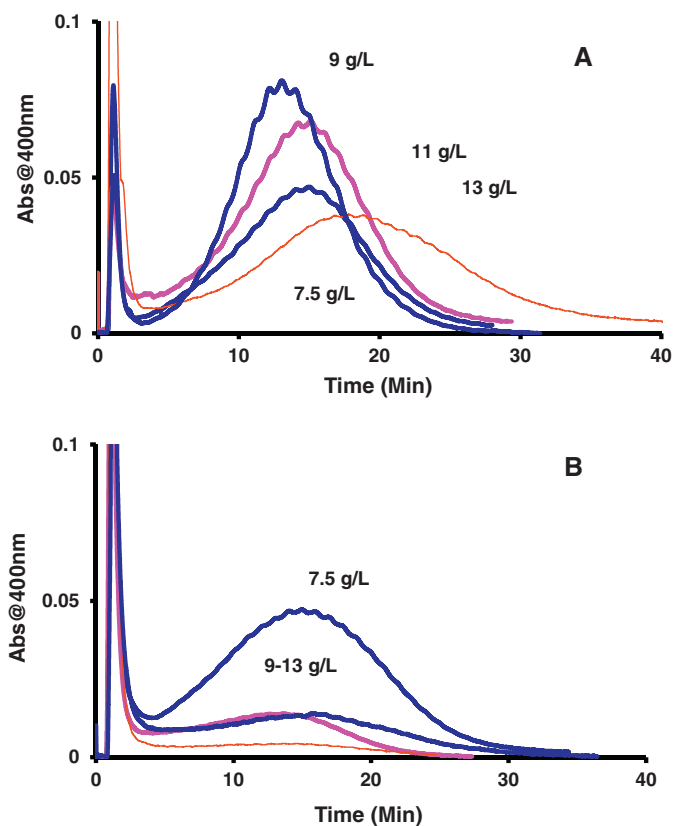 0.1
A
9 g/L
11 g/L
13 g/L
0.05
Abs@400nm
7.5 g/L
0
0 10 20 30 40
Time (Min)
0.1
B
7.5 g/L
0.05
Abs@400nm
9-13 g/L
0
0 10 20 30 40
Time (Min)